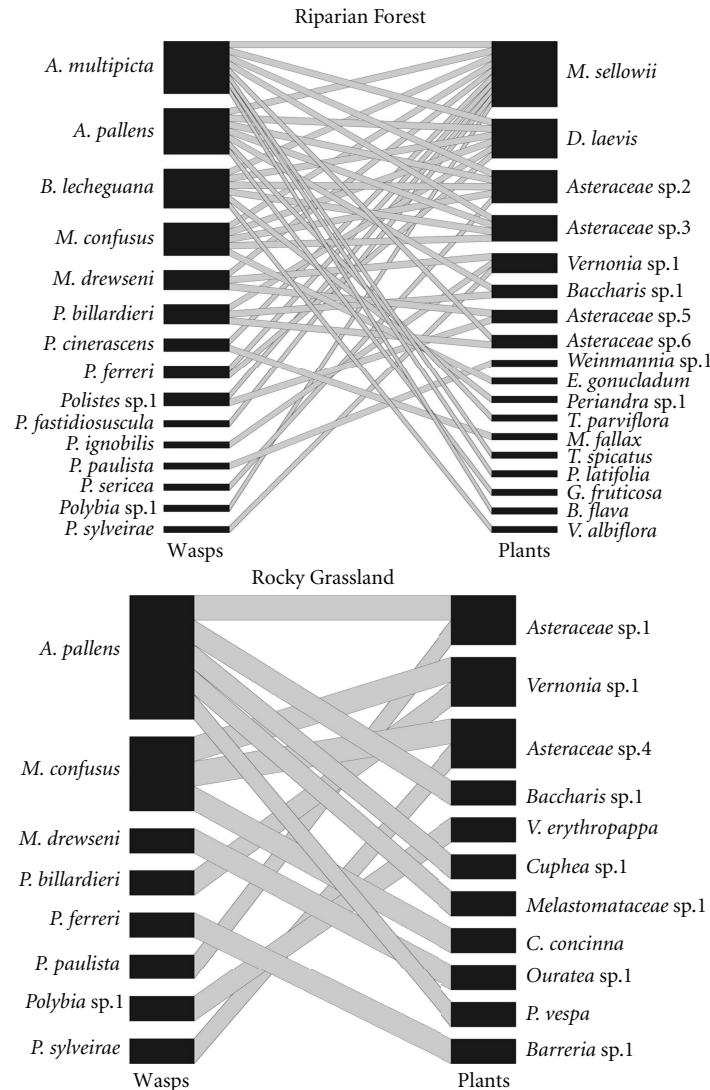 Riparian Forest
A. multipicta
A. pallens
B. lecheguana
M. confusus
M. drewseni
P. billardieri
P. cinerascens
P. ferreri
Polistes sp.1
P. fastidiosuscula
P. ignobilis
P. paulista
P. sericea
Polybia sp.1
P. sylveirae
Wasps
M. sellowii
D. laevis
Asteraceae sp.2
Asteraceae sp.3
Vernonia sp.1
Baccharis sp.1
Asteraceae sp.5
Asteraceae sp.6
Weinmannia sp.1
E. gonucladum
Periandra sp.1
T. parviflora
M. fallax
T. spicatus
P. latifolia
G. fruticosa
B. flava
V. albiflora
Plants
Rocky Grassland
A. pallens
M. confusus
M. drewseni
P. billardieri
P. ferreri
P. paulista
Polybia sp.1
P. sylveirae
Wasps
Asteraceae sp.1
Vernonia sp.1
Asteraceae sp.4
Baccharis sp.1
V. erythropappa
Cuphea sp.1
Melastomataceae sp.1
C. concinna
Ouratea sp.1
P. vespa
Barreria sp.1
Plants